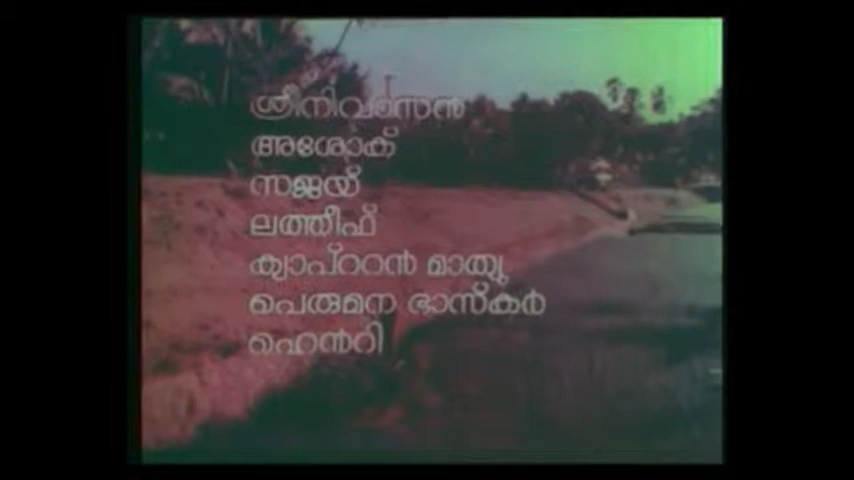 ശ്രീനിവാസൻ
അശോക്
സജയ്
ലത്തീഫ്
ക്യാപ്റ്റൻ മാത്യു
പെരുമന ഭാസ്കർ
ഹെൻറി